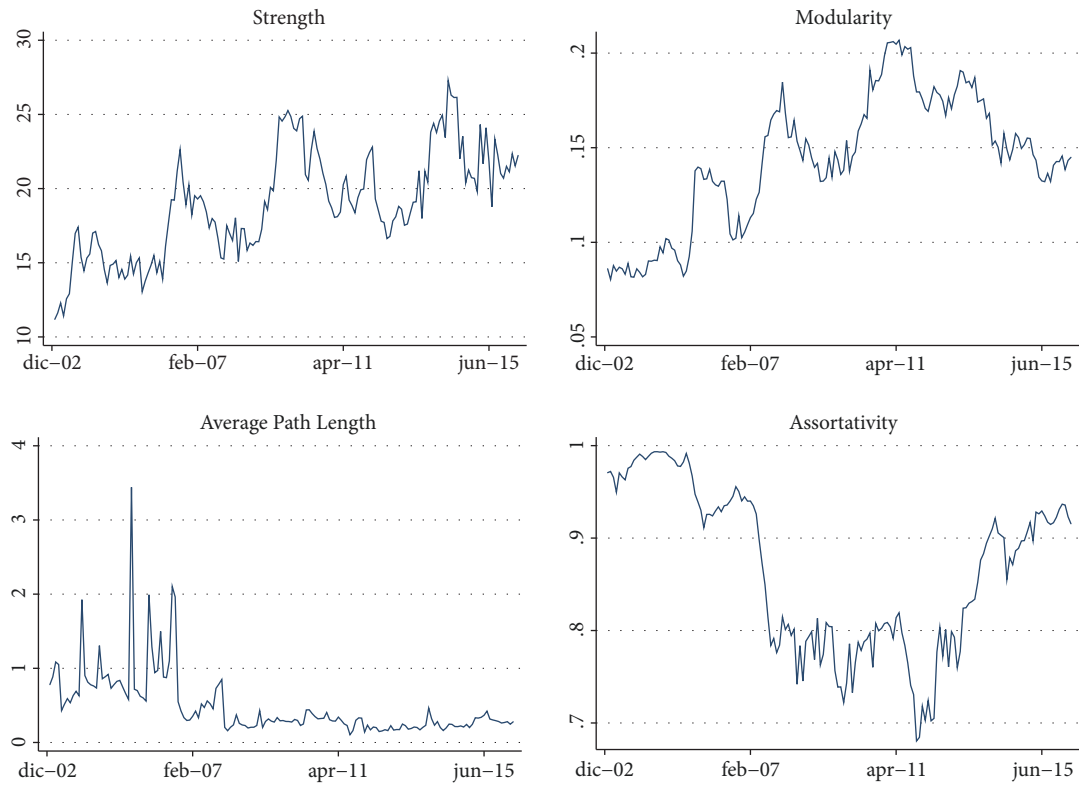 Strength
30
25
20
15
10
dic–02
feb–07
apr–11
jun–15
Modularity
.2
.15
.1
.05
dic–02
feb–07
apr–11
jun–15
Average Path Length
4
3
2
1
0
dic–02
feb–07
apr–11
jun–15
Assortativity
1
.9
.8
.7
dic–02
feb–07
apr–11
jun–15